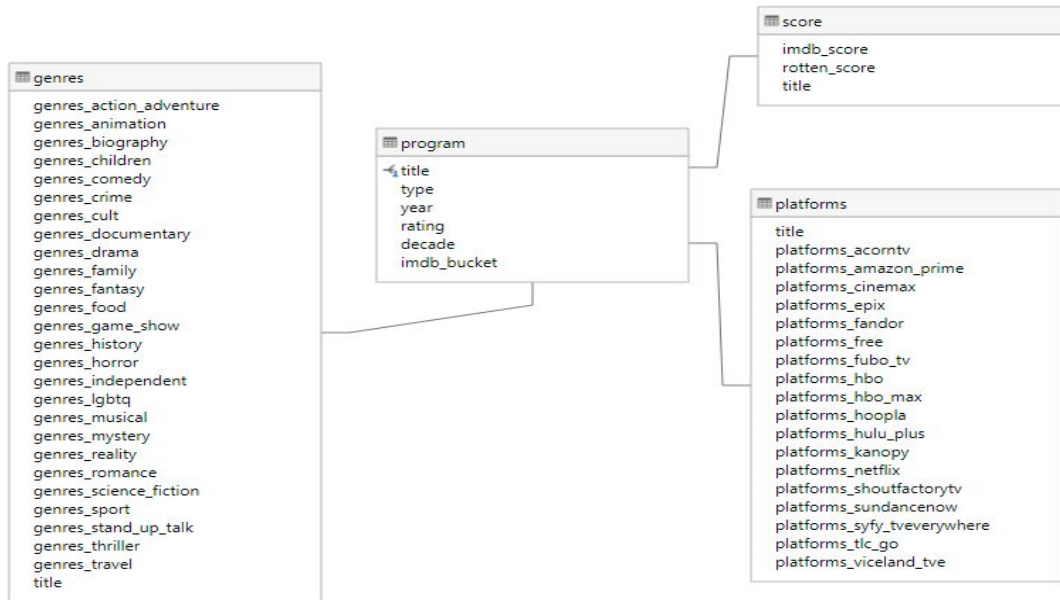 genres
genres_action_adventure
genres_animation
genres_biography
genres_children
genres_comedy
genres_crime
genres_cult
genres_documentary
genres_drama
genres_family
genres_fantasy
genres_food
genres_game_show
genres_history
genres_horror
genres_independent
genres_lgbtq
genres_musical
genres_mystery
genres_reality
genres_romance
genres_science_fiction
genres_sport
genres_stand_up_talk
genres_thriller
genres_travel
title
program
title
type
year
rating
decade
imdb_bucket
score
imdb_score
rotten_score
title
platforms
title
platforms_acorntv
platforms_amazon_prime
platforms_cinemax
platforms_epix
platforms_fandor
platforms_free
platforms_fubo_tv
platforms_hbo
platforms_hbo_max
platforms_hoopla
platforms_hulu_plus
platforms_kanopy
platforms_netflix
platforms_shoutfactorytv
platforms_sundancenow
platforms_syfy_tveverywhere
platforms_tlc_go
platforms_viceland_tve